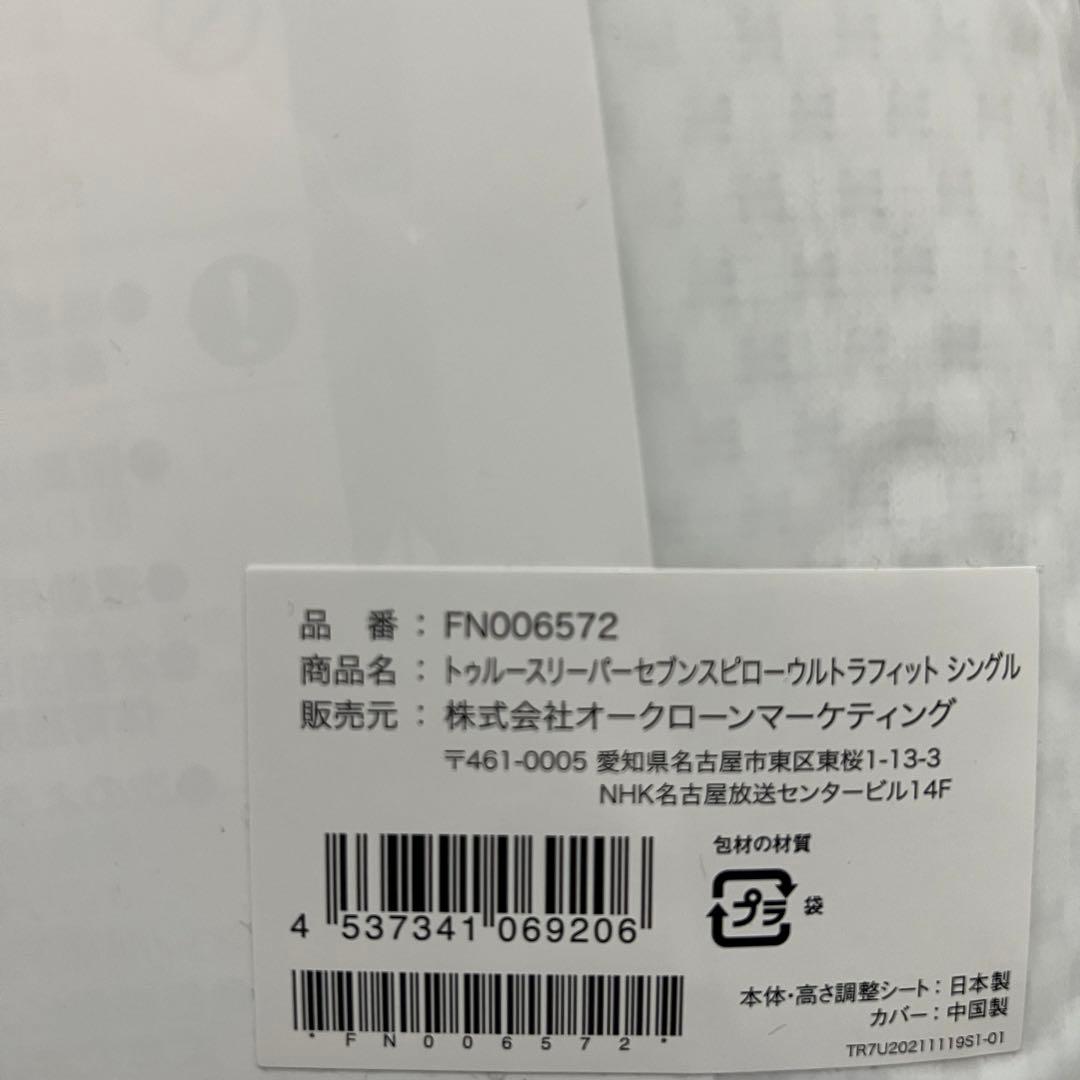 品　番：FN006572
商品名：トゥルースリーパーセブンスピローウルトラフィット シングル
販売元：株式会社オークローンマーケティング
〒461-0005 愛知県名古屋市東区東桜1-13-3
NHK名古屋放送センタービル14F
包材の材質
プラ 袋
4 537341 069206
*FN006572*
本体・高さ調整シート：日本製
カバー：中国製
TR7U20211119S1-01